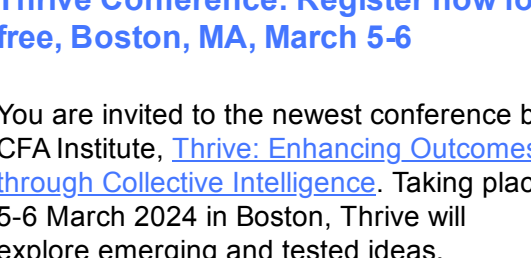 Thrive Conference: Register now fo
free, Boston, MA, March 5-6
You are invited to the newest conference b
CFA Institute, Thrive: Enhancing Outcomes
through Collective Intelligence. Taking plac
5-6 March 2024 in Boston, Thrive will
explore emerging and tested ideas,